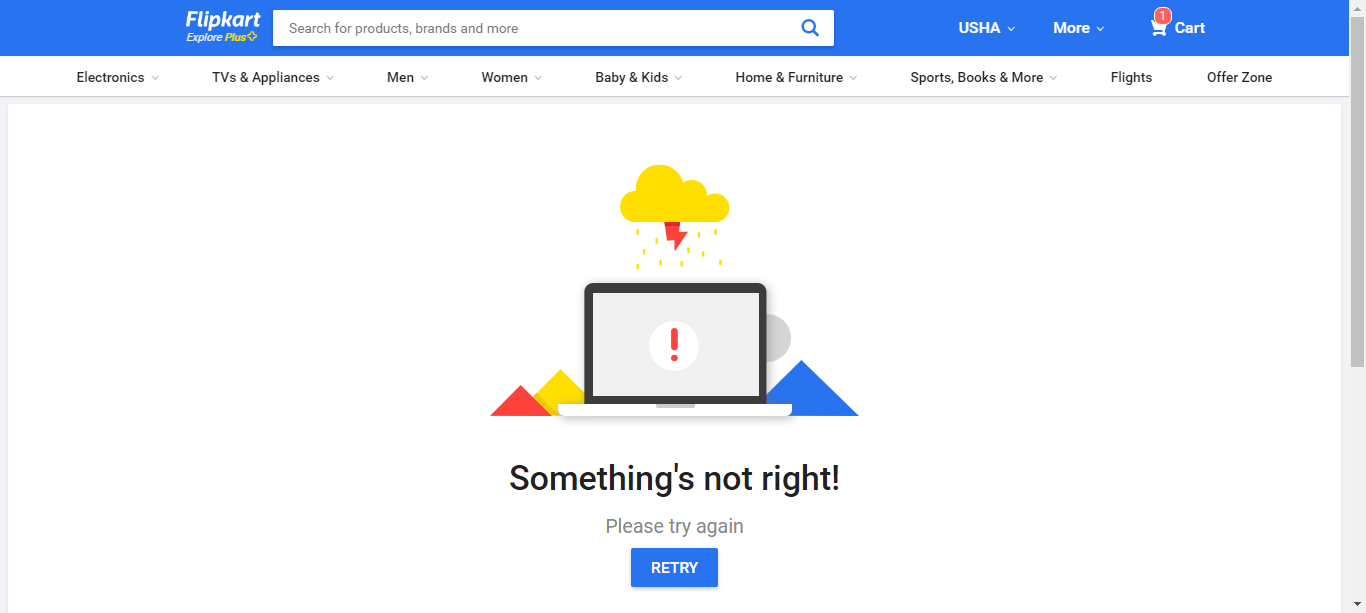 Flipkart
Explore Plus
Search for products, brands and more
USHA
More
1
Cart
Electronics
TVs & Appliances
Men
Women
Baby & Kids
Home & Furniture
Sports, Books & More
Flights
Offer Zone
!
Something's not right!
Please try again
RETRY